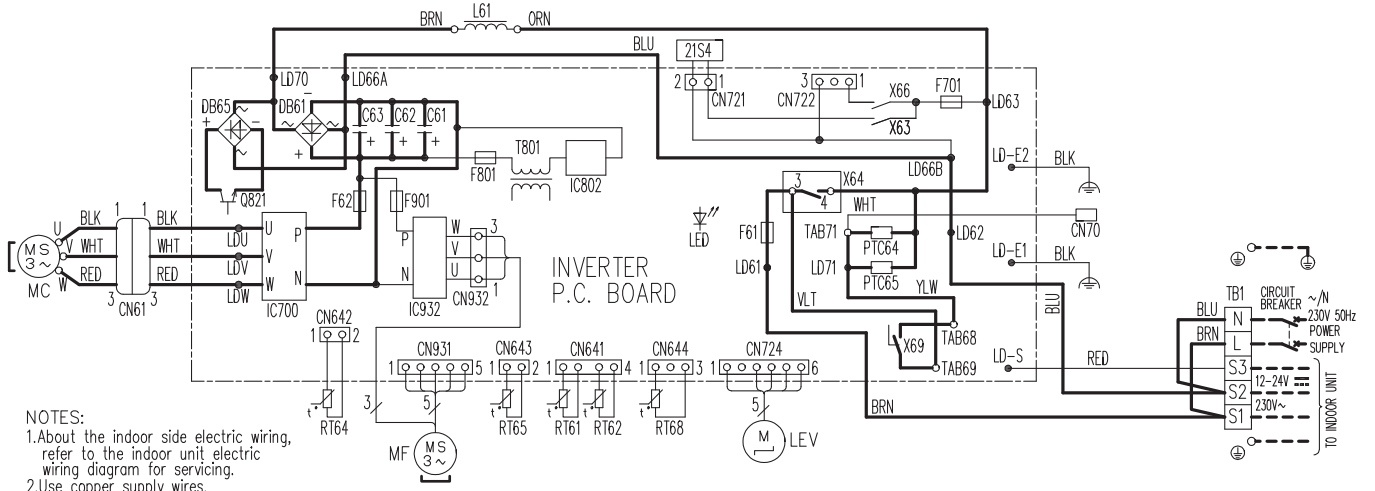 L61
BRN ORN
BLU
21S4
LD70 LD66A
2 1
CN721
3 1
CN722
X66
F701
X63
LD63
DB65 DB61
C63 C62 C61
+ -
-
+
+ + +
~ ~ ~ ~
T801
F801
IC802
Q821
F62
F901
LD66B
LD-E2 BLK
3 X64
4
WHT
LED
F61
TAB71
PTC64
LD62
CN70
LD61
LD71
PTC65
LD-E1 BLK
VLT
YLW
BLU
X69
TAB68
TAB69
LD-S
RED
BRN
U BLK 1 1 BLK
LDU
U P
MS
3~
V WHT WHT
LDV
V
W RED RED
LDW
W N
MC
3 3
CN61
IC700
P W 3
V
N U 1
IC932
CN932
INVERTER
P.C. BOARD
CN642
1 2
t°
RT64
3
CN931
1 5
5
MF
MS
3~
CN643
1 2
t°
RT65
CN641
1 4
t° t°
RT61 RT62
CN644
1 3
t°
RT68
CN724
1 6
5
M
LEV
TB1
CIRCUIT
BREAKER
~/N
230V 50Hz
POWER
SUPPLY
BLU N
BRN L
S3
12-24V
S2
230V~
S1
TO INDOOR UNIT
NOTES:
1.About the indoor side electric wiring,
refer to the indoor unit electric
wiring diagram for servicing.
2.Use copper supply wires.